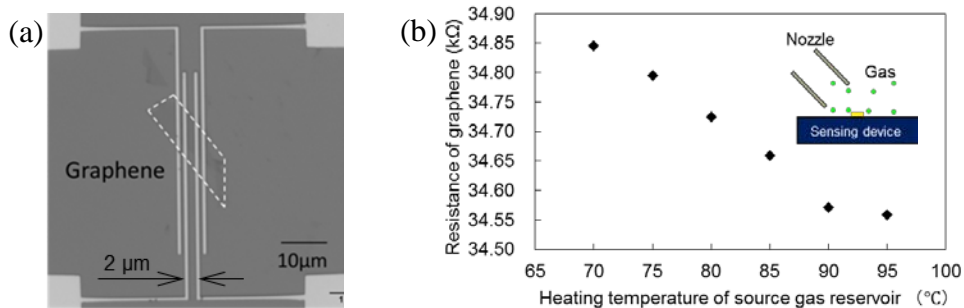 (a)
Graphene
2 μm
10μm
1
(b)
Resistance of graphene (kΩ)
34.90
34.85
34.80
34.75
34.70
34.65
34.60
34.55
34.50
65 70 75 80 85 90 95 100
Heating temperature of source gas reservoir （℃）
Nozzle
Gas
Sensing device